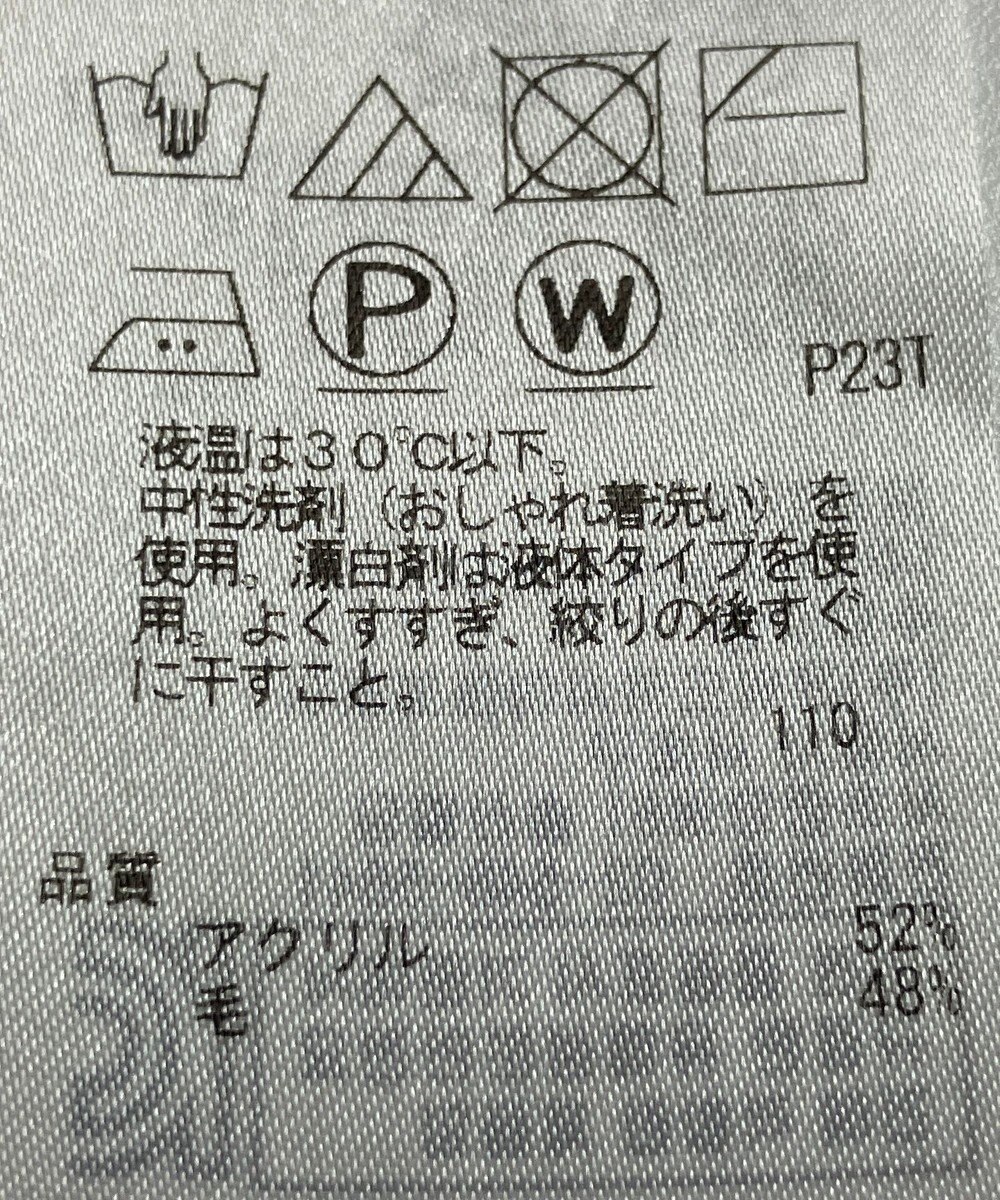 P
W
P23T
液温は30℃以下。
中性洗剤（おしゃれ着洗い）を
使用。漂白剤は液体タイプを使
用。よくすすぎ、絞りの後すぐ
に干すこと。
110
品質
アクリル 52%
毛 48%